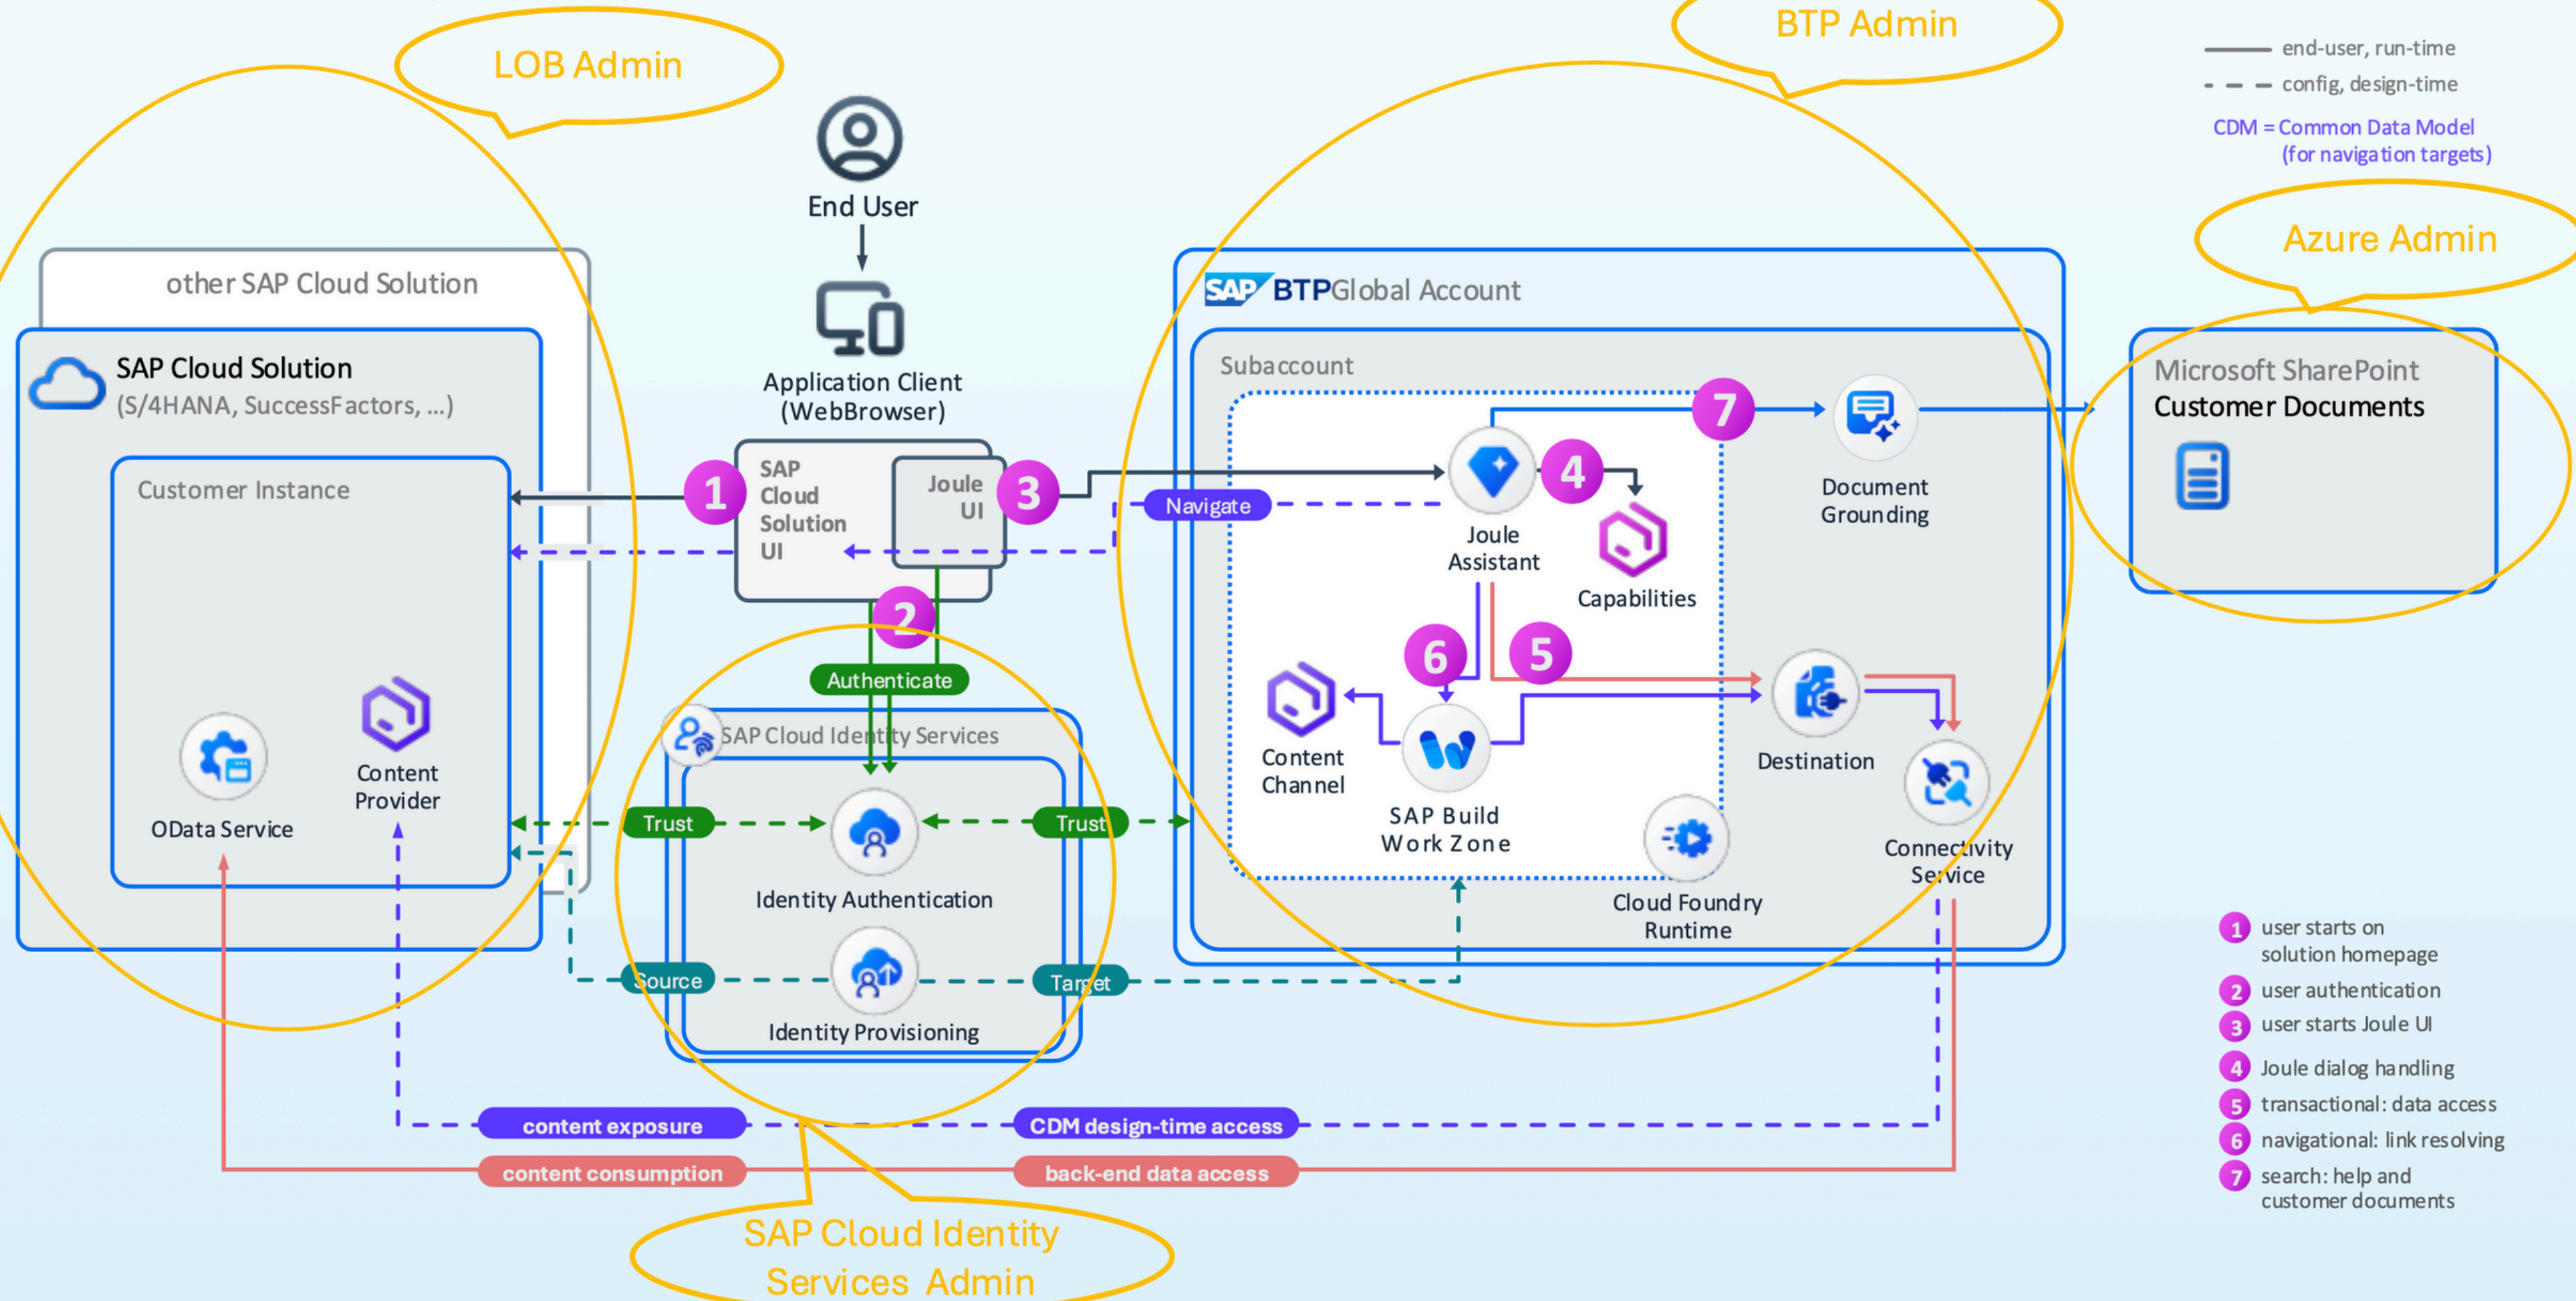 LOB Admin
BTP Admin
end-user, run-time
config, design-time
CDM = Common Data Model
(for navigation targets)
Azure Admin
End User
other SAP Cloud Solution
SAP BTP Global Account
SAP Cloud Solution
(S/4HANA, SuccessFactors, ...)
Application Client
(WebBrowser)
Subaccount
Microsoft SharePoint
Customer Documents
Customer Instance
1
SAP
Cloud
Solution
UI
Joule
UI
3
Navigate
7
4
Joule
Assistant
Capabilities
Document
Grounding
2
Authenticate
6
5
SAP Cloud Identity Services
OData Service
Content
Provider
Content
Channel
SAP Build
Work Zone
Destination
Connectivity
Service
Cloud Foundry
Runtime
Trust
Trust
Identity Authentication
Source
Target
Identity Provisioning
content exposure
CDM design-time access
content consumption
back-end data access
SAP Cloud Identity
Services Admin
1 user starts on
solution homepage
2 user authentication
3 user starts Joule UI
4 Joule dialog handling
5 transactional: data access
6 navigational: link resolving
7 search: help and
customer documents